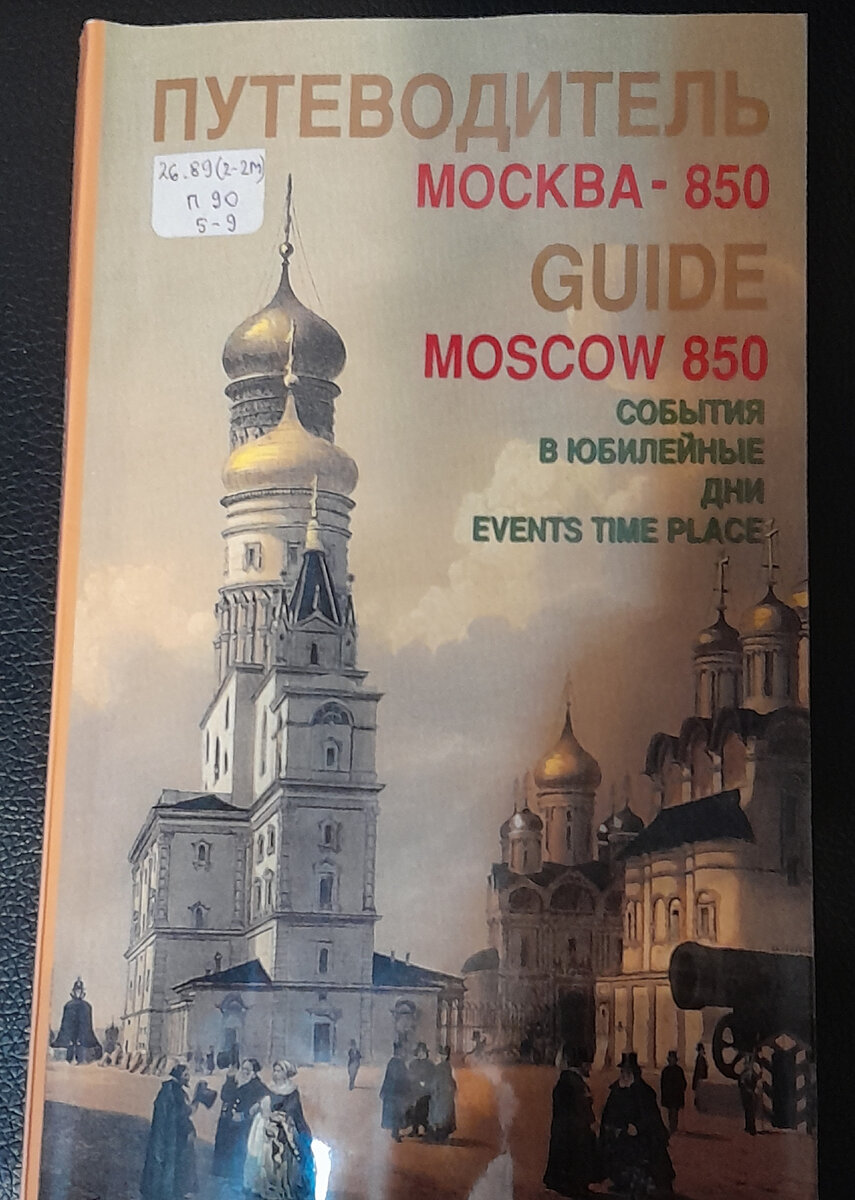 ПУТЕВОДИТЕЛЬ
МОСКВА - 850
GUIDE
MOSCOW 850
СОБЫТИЯ
В ЮБИЛЕЙНЫЕ
ДНИ
EVENTS TIME PLACE
26.89(2-2М)
П 90
5-9